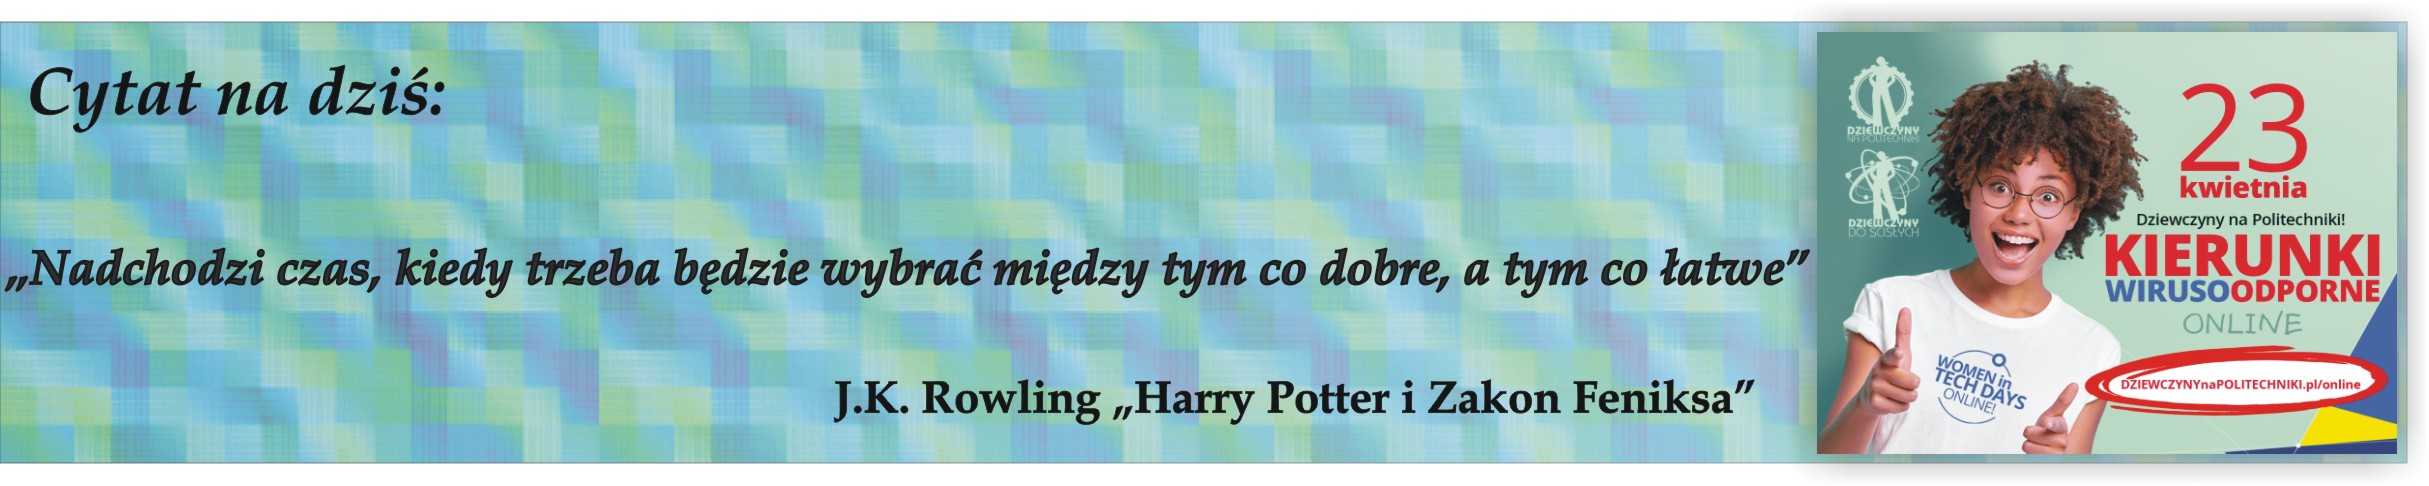 Cytat na dziś:
„Nadchodzi czas, kiedy trzeba będzie wybrać między tym co dobre, a tym co łatwe”
J.K. Rowling „Harry Potter i Zakon Feniksa”
DZIEWCZYNY
NA POLITECHNIKI
DZIEWCZYNY
DO ŚCISŁYCH
23
kwietnia
Dziewczyny na Politechniki!
KIERUNKI
WIRUSOODPORNE
ONLINE
DZIEWCZYNYnaPOLITECHNIKI.pl/online
WOMEN in
TECH DAYS
ONLINE!